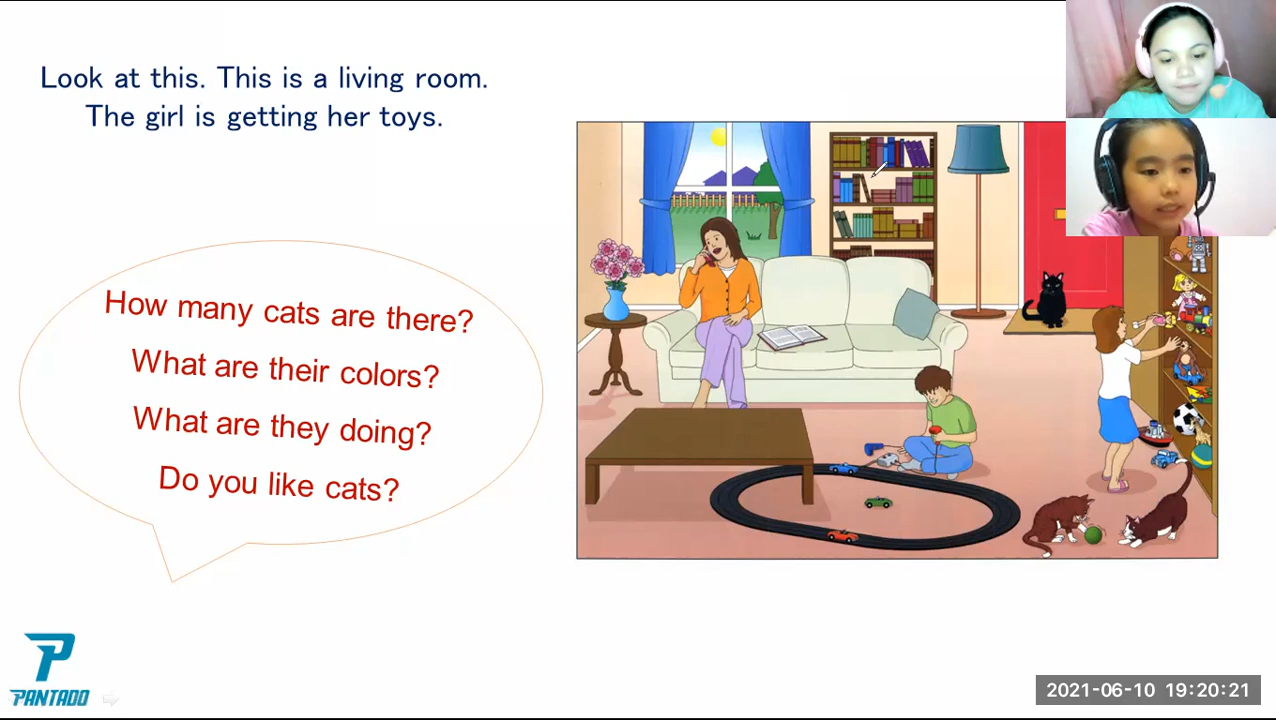 Look at this. This is a living room.
The girl is getting her toys.
How many cats are there?
What are their colors?
What are they doing?
Do you like cats?
PANTADO
2021-06-10 19:20:21